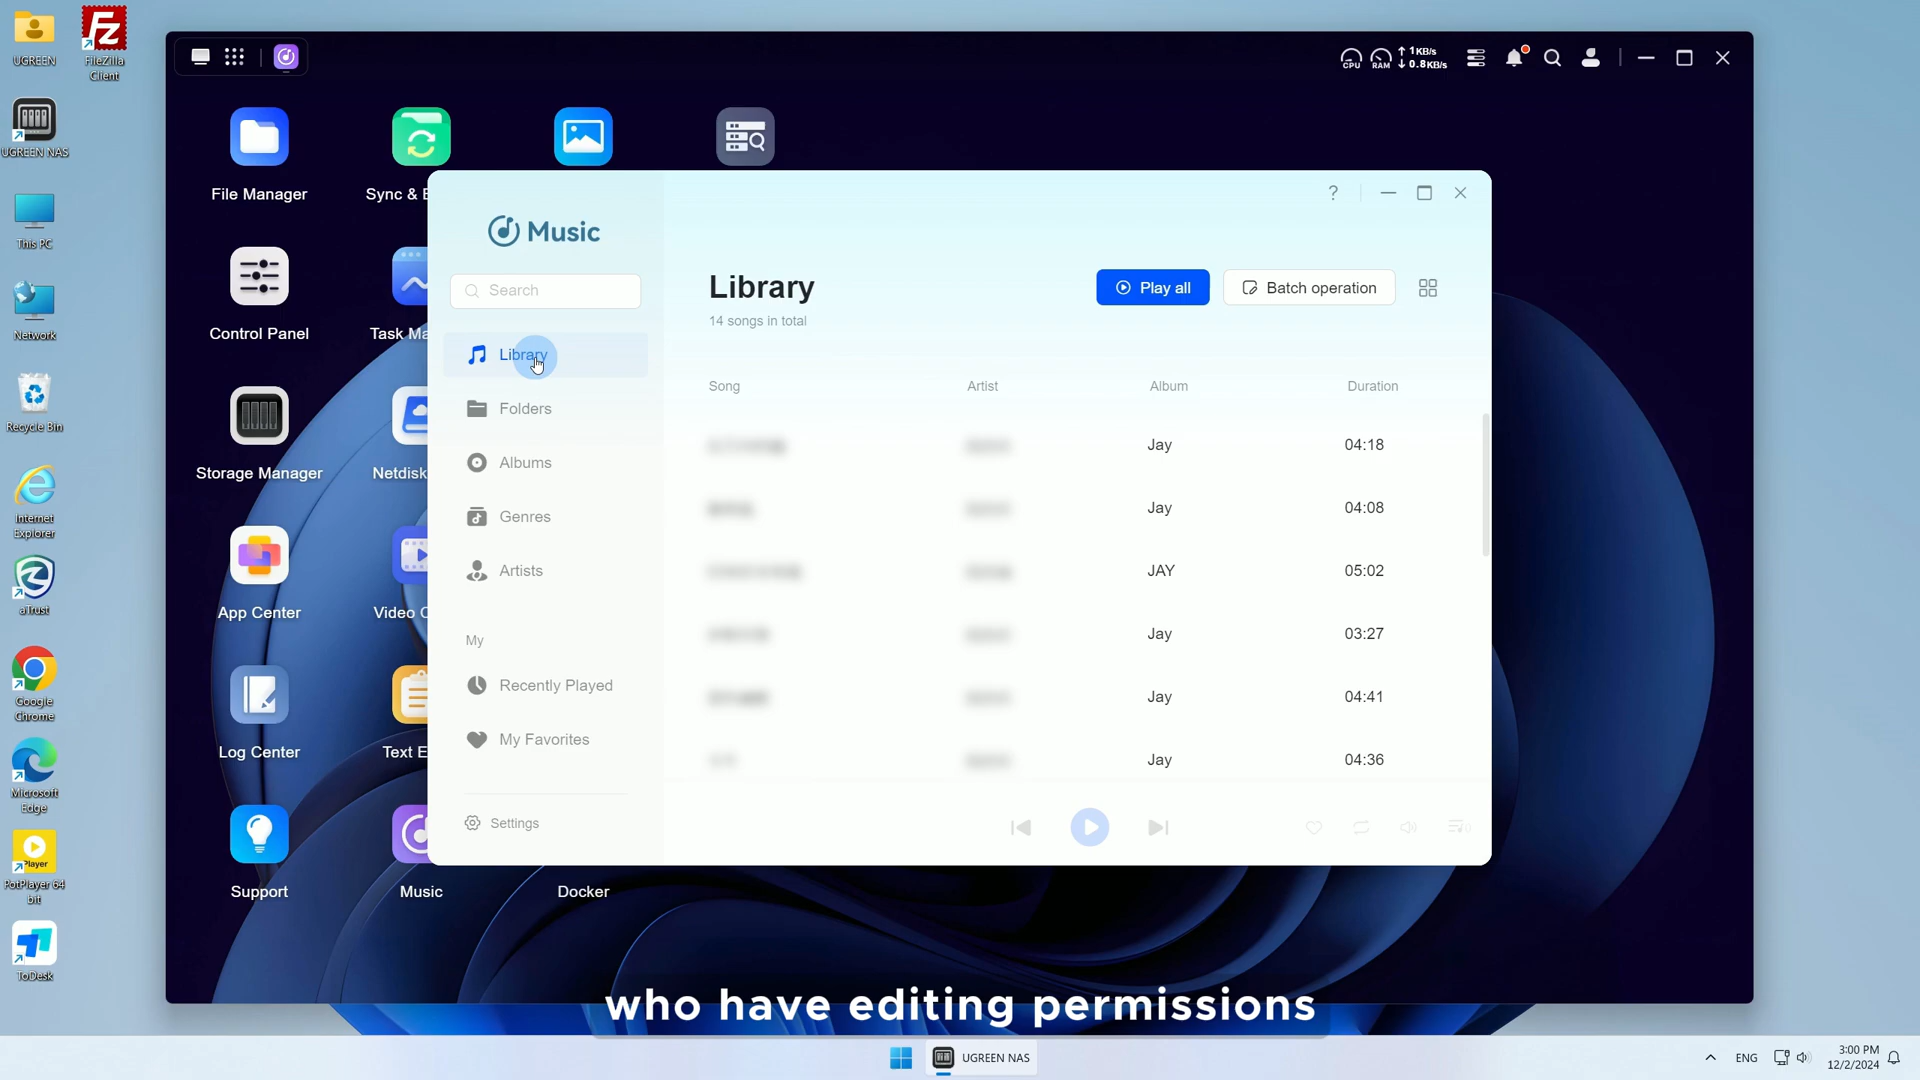 UGREEN
FileZilla
Client
UGREEN NAS
This PC
Network
Recycle Bin
Internet
Explorer
aTrust
Google
Chrome
Microsoft
Edge
Player
PotPlayer 64
bit
ToDesk
CPU
RAM
1KB/s
0.8KB/s
File Manager
Sync & B
Control Panel
Task Ma
Storage Manager
Netdisk
App Center
Video C
Log Center
Text E
Support
Music
Docker
Music
?
Search
Library
Folders
Albums
Genres
Artists
My
Recently Played
My Favorites
Settings
Library
14 songs in total
Play all
Batch operation
Song Artist Album Duration
Jay 04:18
Jay 04:08
JAY 05:02
Jay 03:27
Jay 04:41
Jay 04:36
who have editing permissions
UGREEN NAS
ENG
3:00 PM
12/2/2024